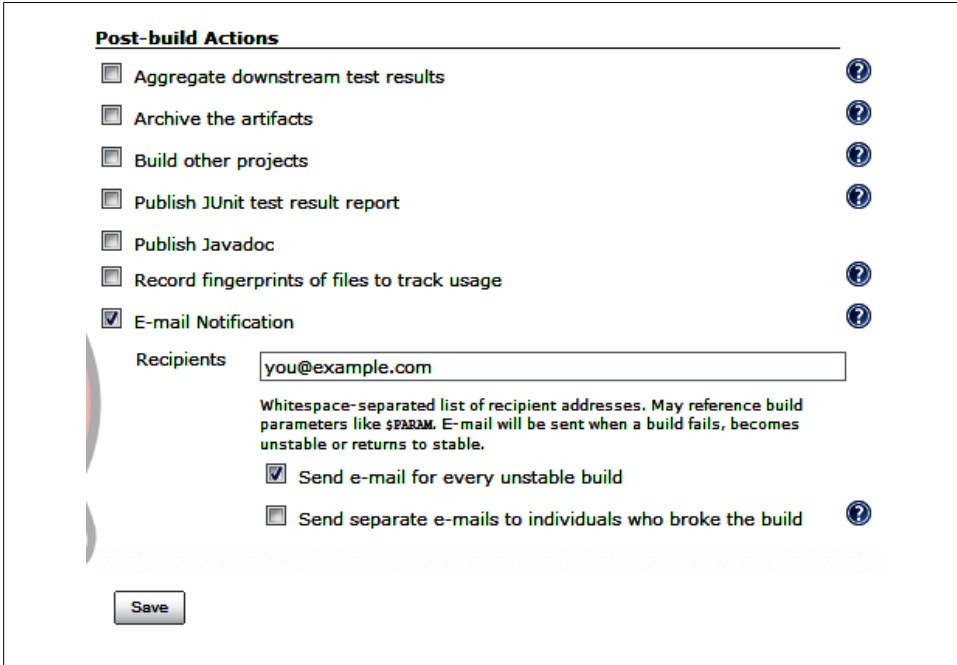 Post-build Actions
Aggregate downstream test results
?
Archive the artifacts
?
Build other projects
?
Publish JUnit test result report
?
Publish Javadoc
Record fingerprints of files to track usage
?
E-mail Notification
?
Recipients
you@example.com
Whitespace-separated list of recipient addresses. May reference build
parameters like $PARAM. E-mail will be sent when a build fails, becomes
unstable or returns to stable.
Send e-mail for every unstable build
Send separate e-mails to individuals who broke the build
?
Save